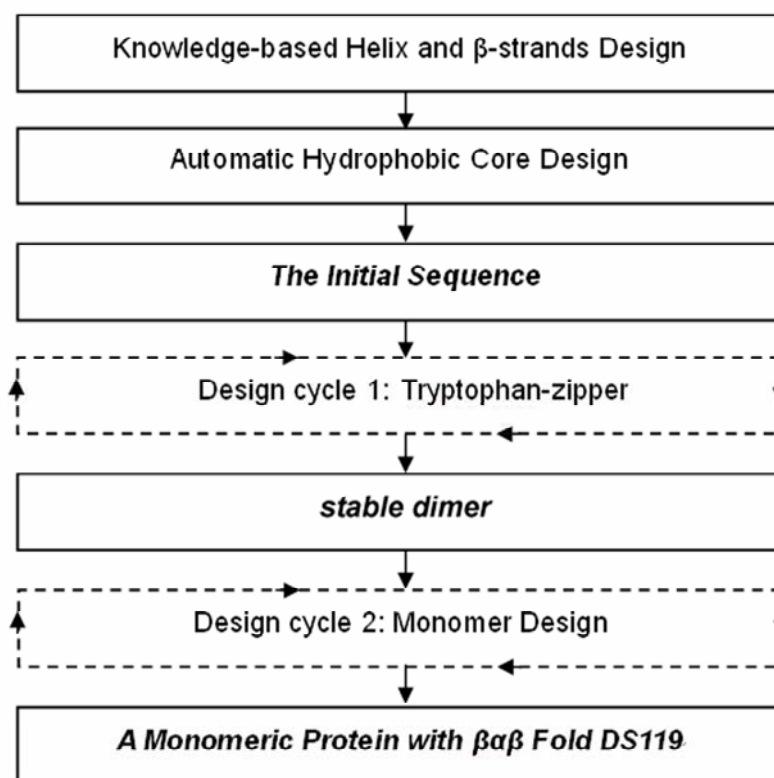 Knowledge-based Helix and β-strands Design
Automatic Hydrophobic Core Design
The Initial Sequence
Design cycle 1: Tryptophan-zipper
stable dimer
Design cycle 2: Monomer Design
A Monomeric Protein with βαβ Fold DS119